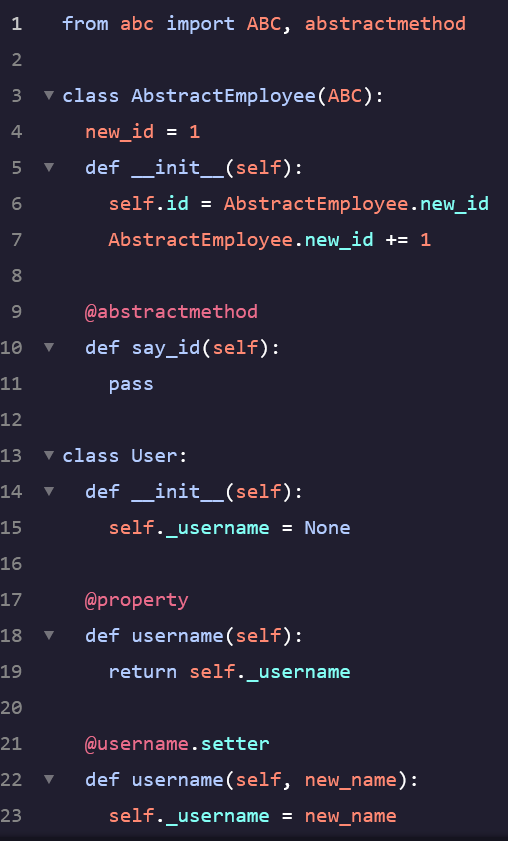 1 from abc import ABC, abstractmethod
2
3 class AbstractEmployee(ABC):
4   new_id = 1
5   def __init__(self):
6     self.id = AbstractEmployee.new_id
7     AbstractEmployee.new_id += 1
8
9   @abstractmethod
10   def say_id(self):
11     pass
12
13 class User:
14   def __init__(self):
15     self._username = None
16
17   @property
18   def username(self):
19     return self._username
20
21   @username.setter
22   def username(self, new_name):
23     self._username = new_name